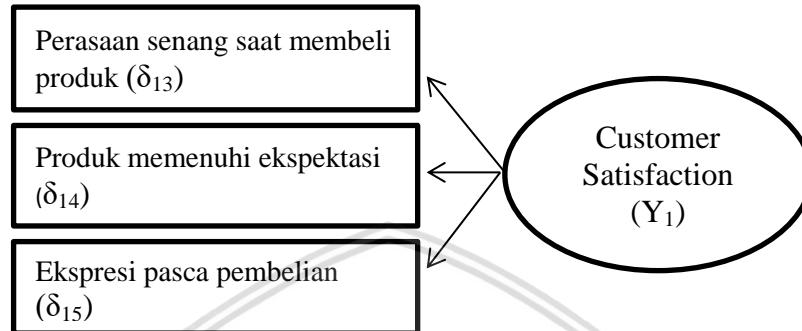 Perasaan senang saat membeli
produk (δ₁₃)
Produk memenuhi ekspektasi
(δ₁₄)
Ekspresi pasca pembelian
(δ₁₅)
Customer
Satisfaction
(Y₁)